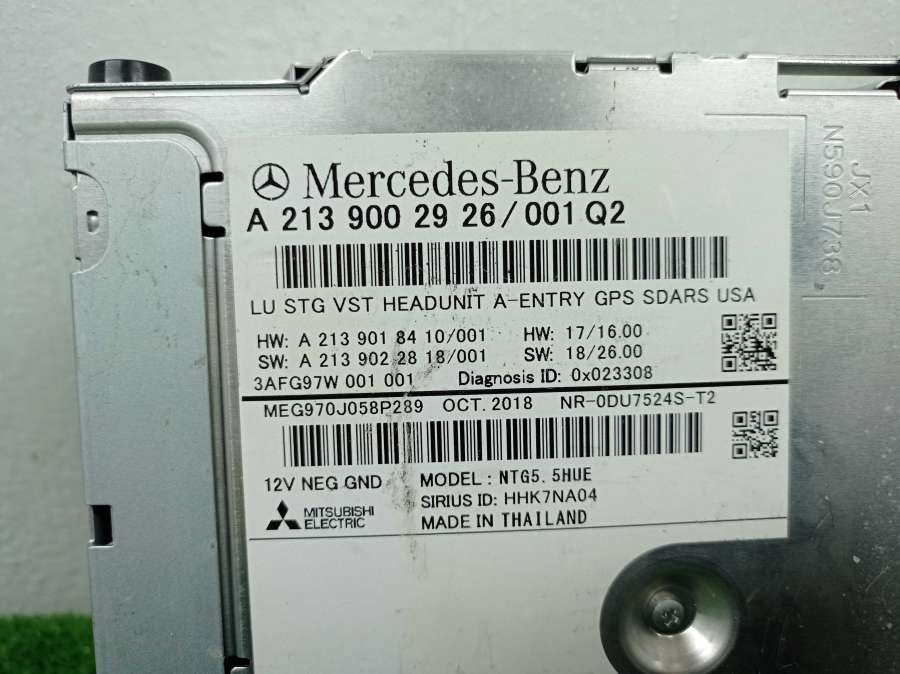 Mercedes-Benz
A 213 900 29 26/001 Q2
LU STG VST HEADUNIT A-ENTRY GPS SDARS USA
HW: A 213 901 84 10/001 HW: 17/16.00
SW: A 213 902 28 18/001 SW: 18/26.00
3AFG97W 001 001 Diagnosis ID: 0x023308
MEG970J058P289 OCT. 2018 NR-0DU7524S-T2
12V NEG GND MODEL : NTG5. 5HUE
SIRIUS ID: HHK7NA04
MITSUBISHI
ELECTRIC
MADE IN THAILAND
JX1
N590J738